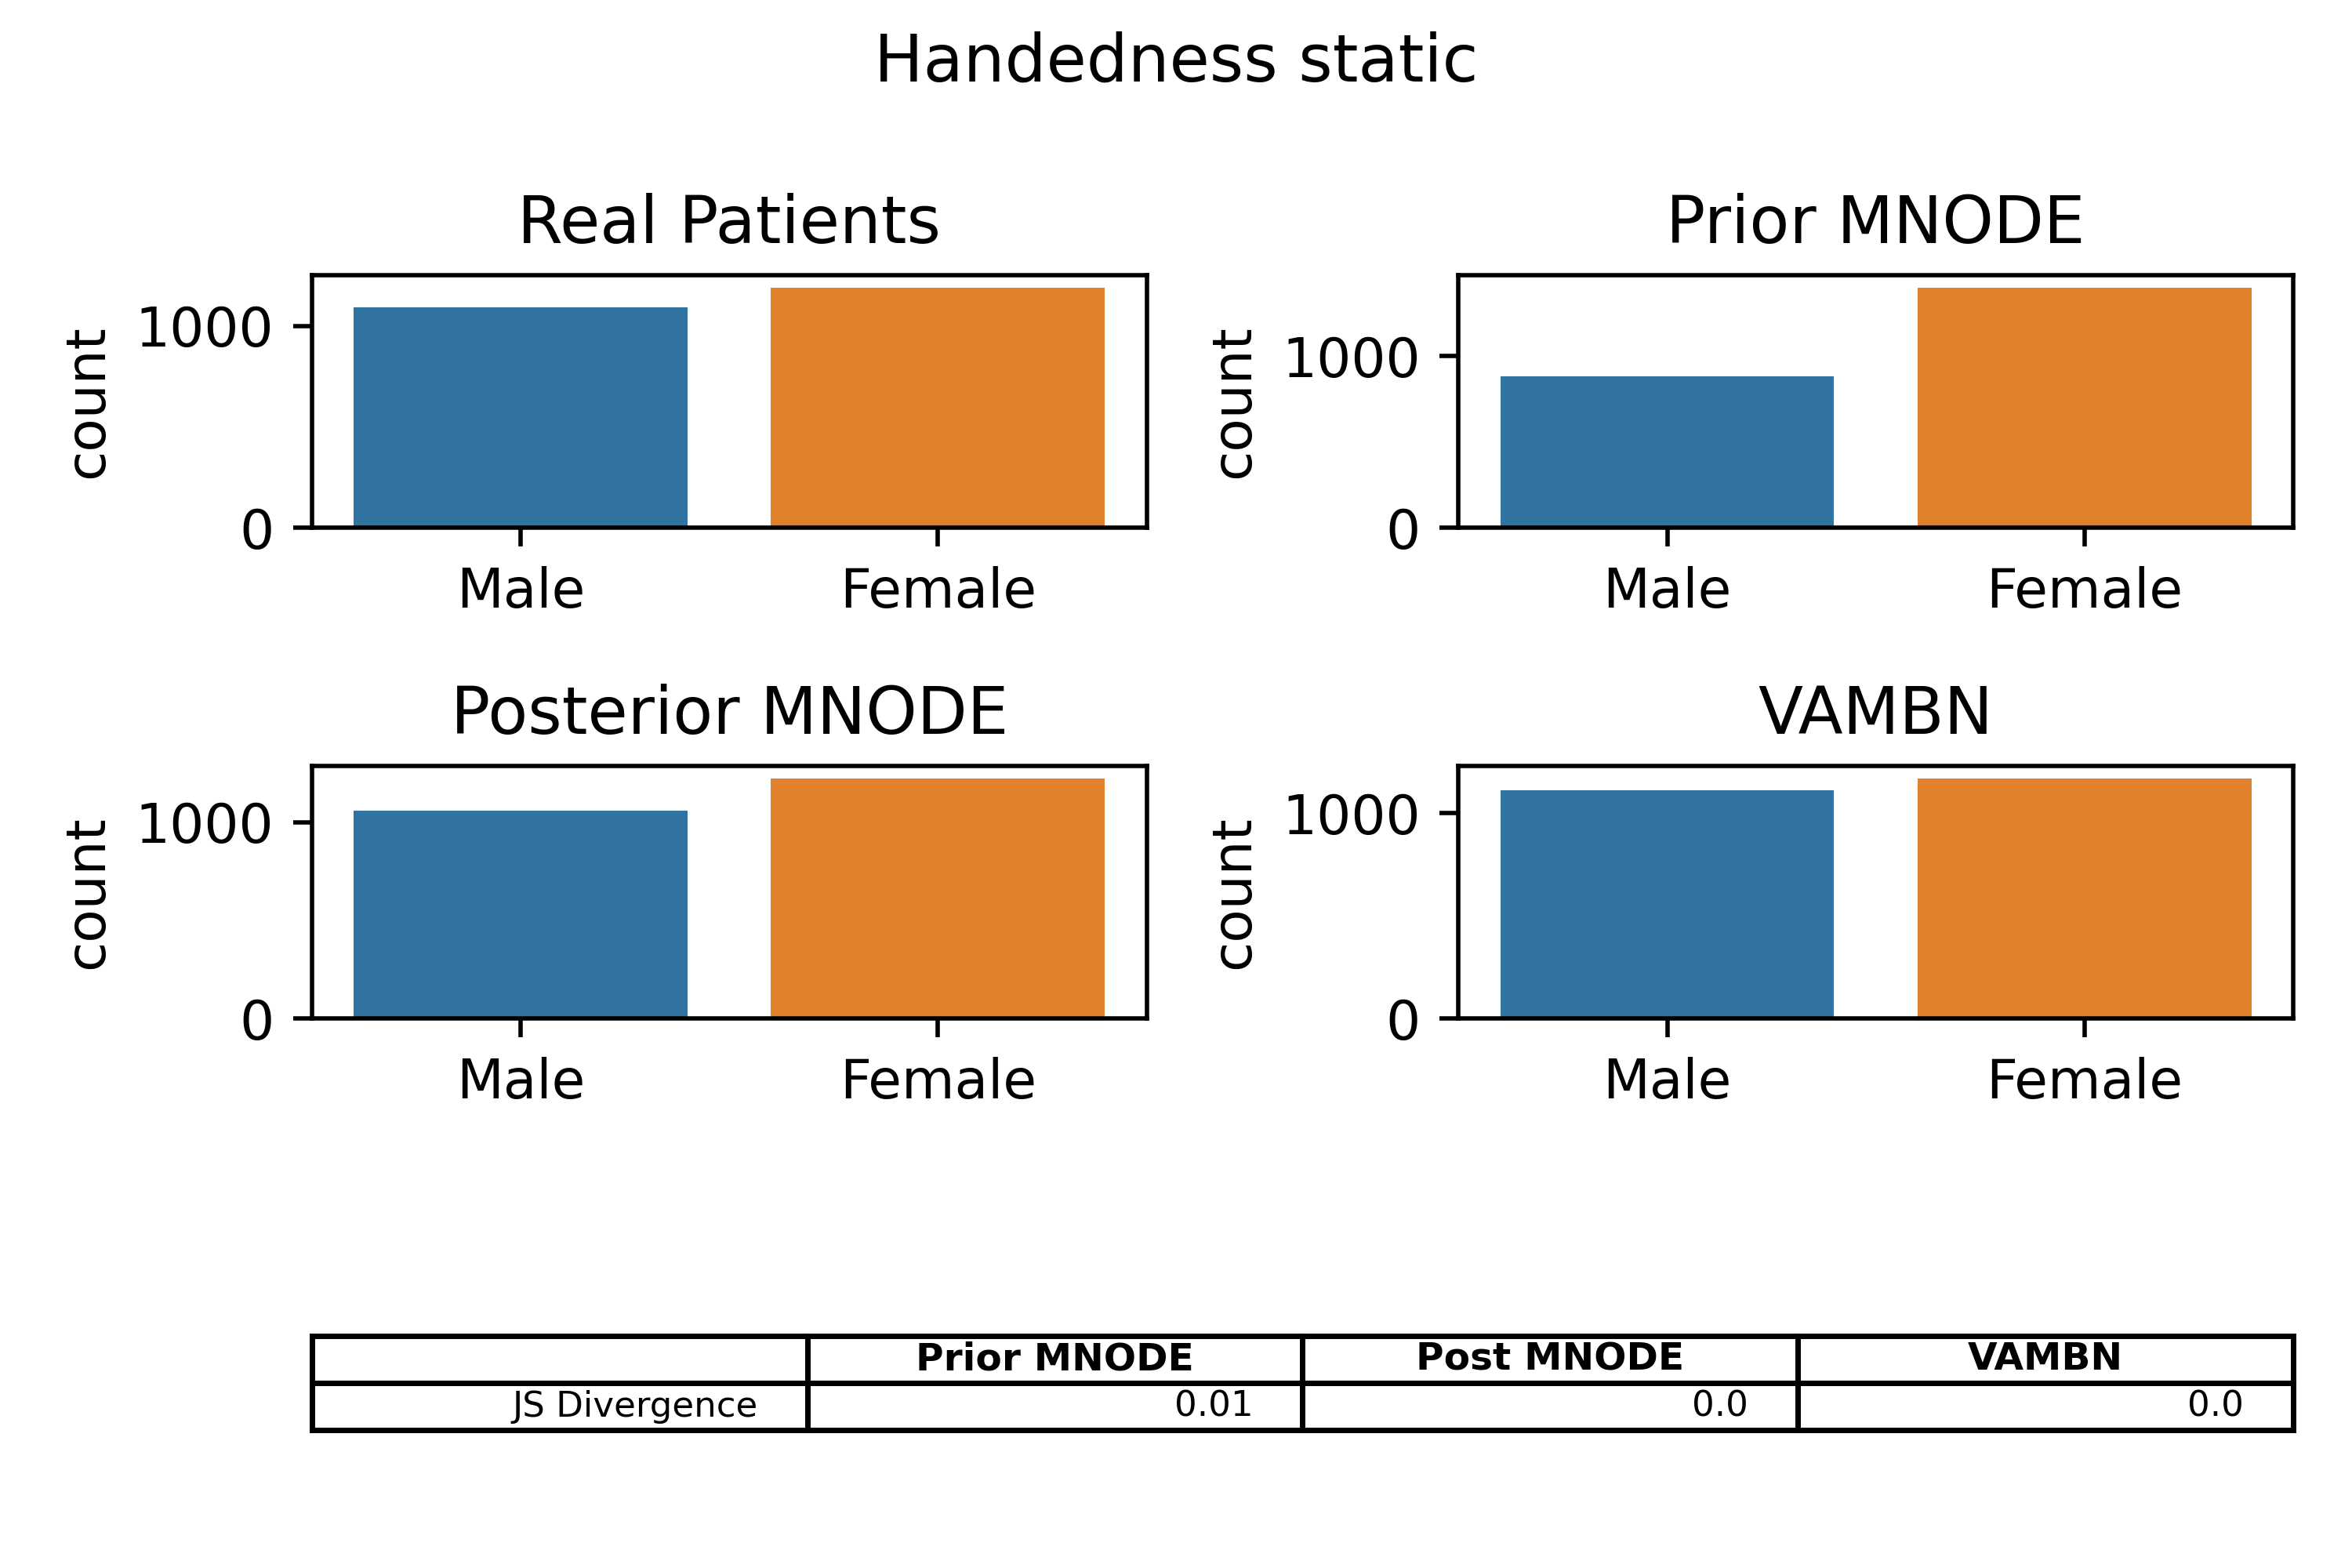 Handedness static
Real Patients
count
1000
0
Male Female
Prior MNODE
count
1000
0
Male Female
Posterior MNODE
count
1000
0
Male Female
VAMBN
count
1000
0
Male Female
Prior MNODE Post MNODE VAMBN
JS Divergence 0.01 0.0 0.0